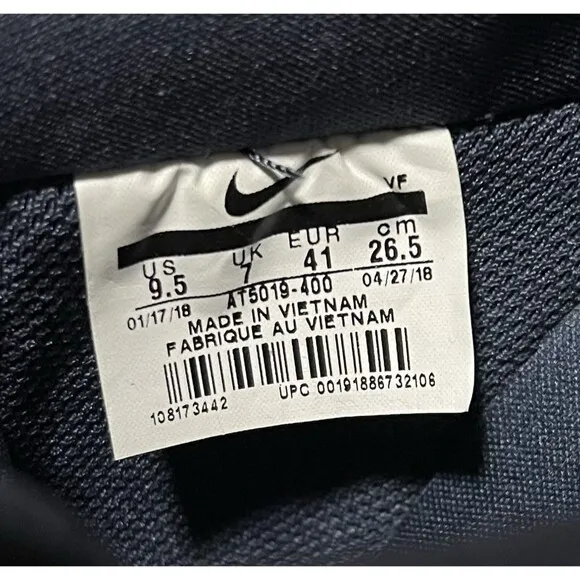 VF
US UK EUR cm
9.5 7 41 26.5
01/17/18 AT5019-400 04/27/18
MADE IN VIETNAM
FABRIQUE AU VIETNAM
108173442 UPC 00191886732106